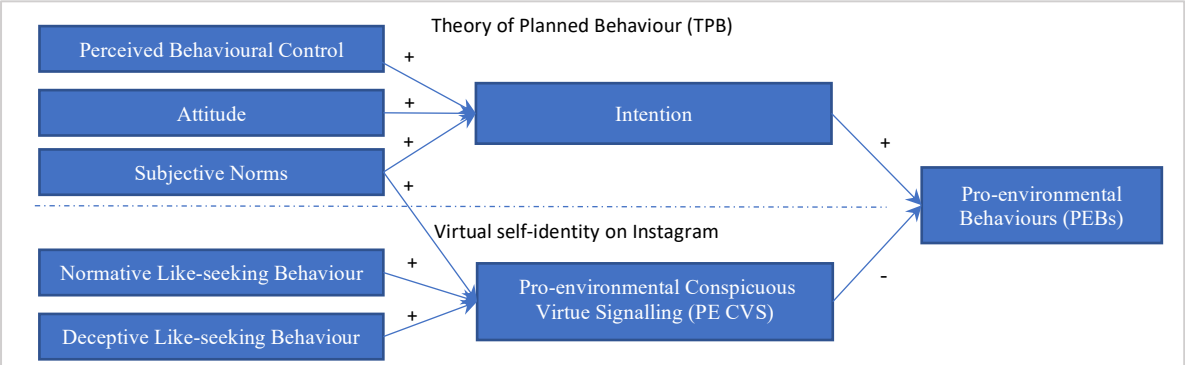 Theory of Planned Behaviour (TPB)
Perceived Behavioural Control
+
Attitude
+
Intention
+
Subjective Norms
+
+
Pro-environmental
Behaviours (PEBs)
Virtual self-identity on Instagram
Normative Like-seeking Behaviour
+
Pro-environmental Conspicuous
Virtue Signalling (PE CVS)
-
Deceptive Like-seeking Behaviour
+